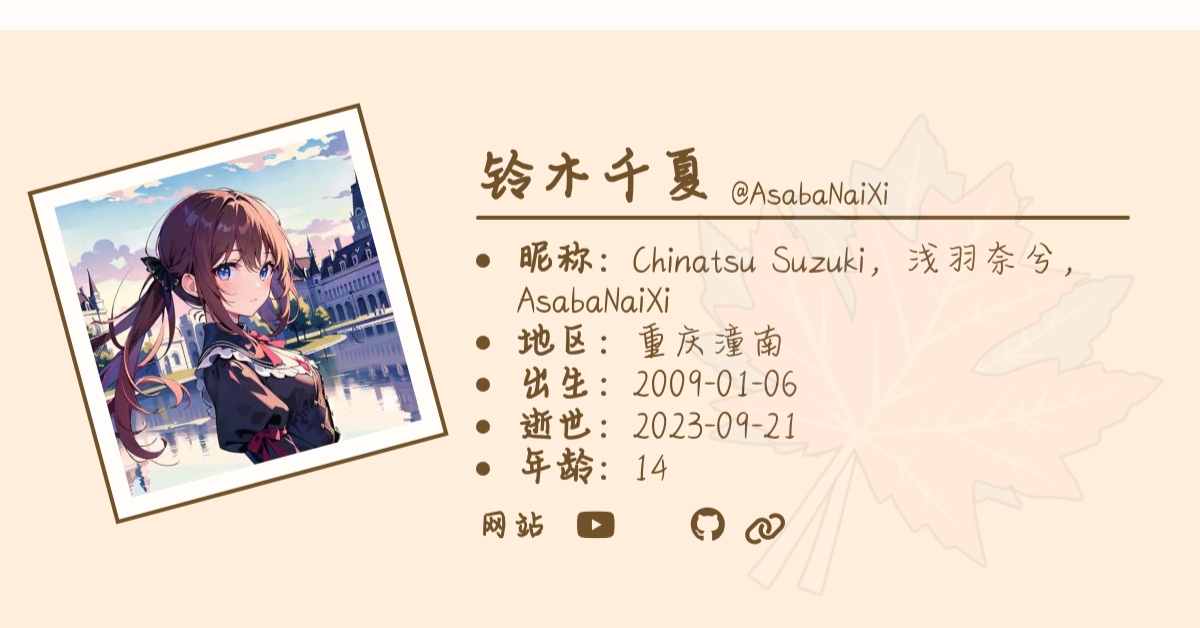 铃木千夏 @AsabaNaiXi
昵称：Chinatsu Suzuki，浅羽奈兮，
AsabaNaiXi
地区：重庆潼南
出生：2009-01-06
逝世：2023-09-21
年龄：14
网站